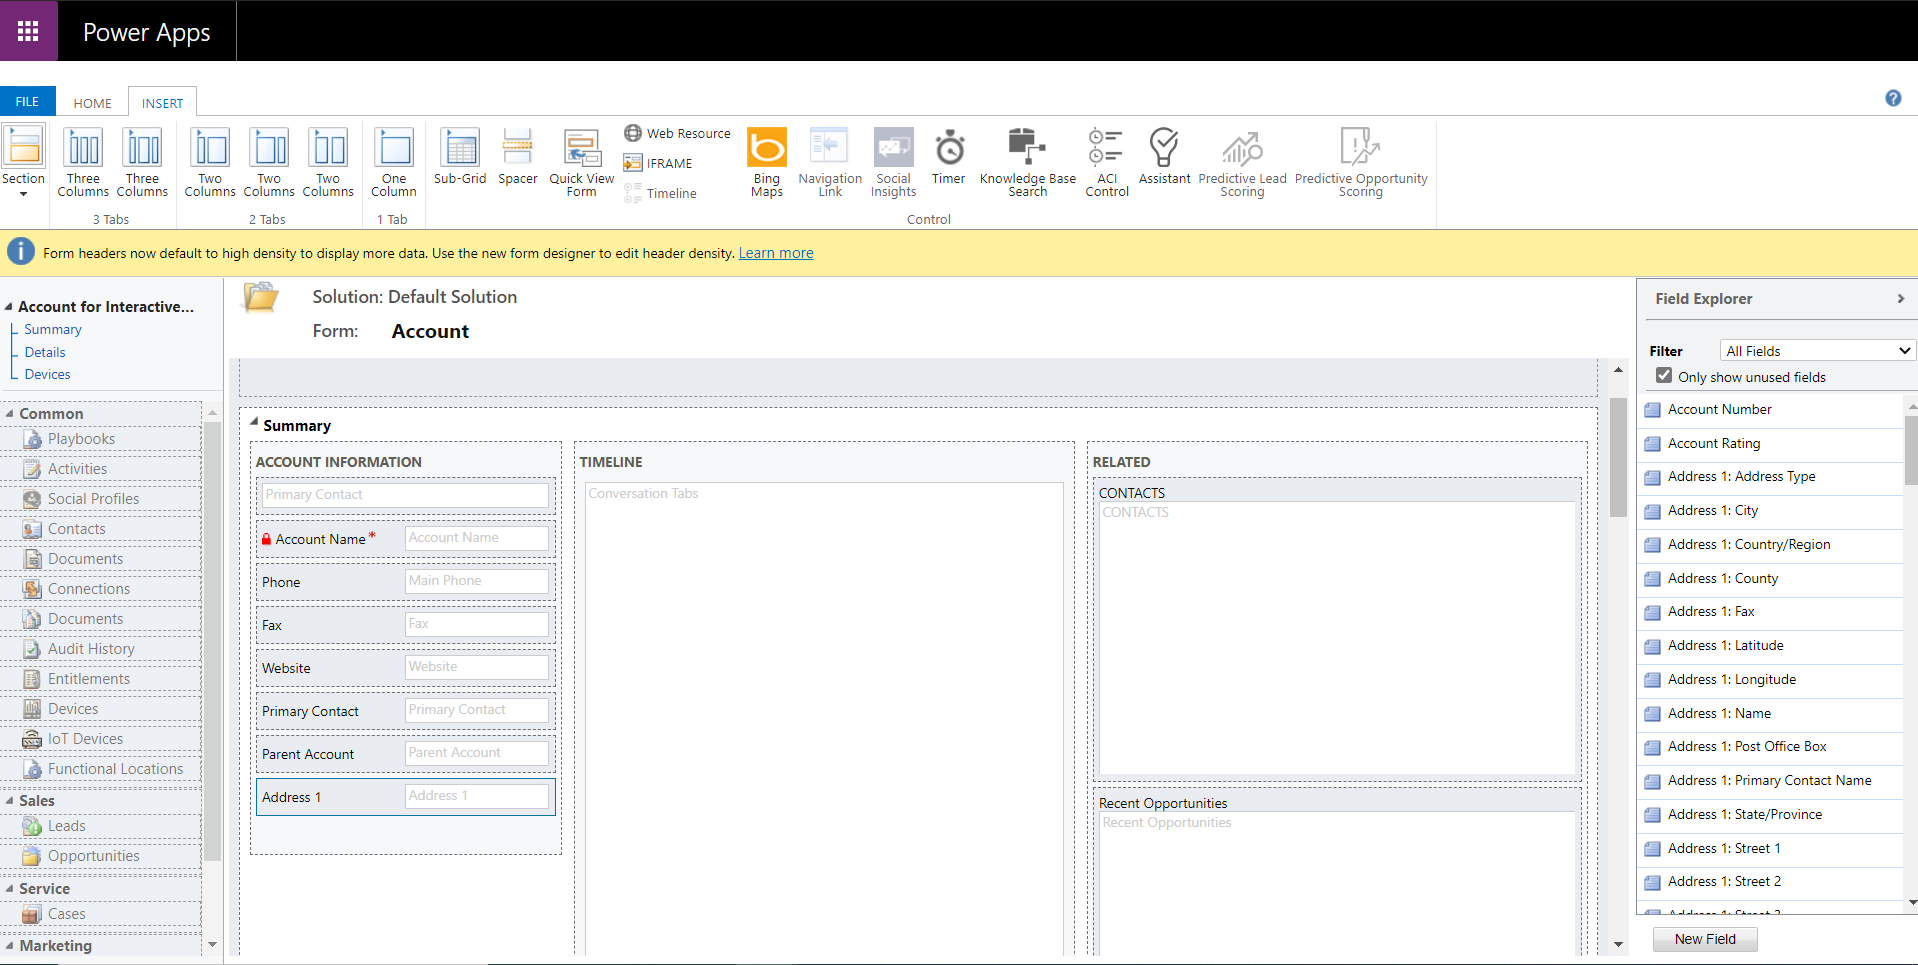 Power Apps
FILE
HOME
INSERT
?
Section
Three Columns
Three Columns
3 Tabs
Two Columns
Two Columns
Two Columns
2 Tabs
One Column
1 Tab
Sub-Grid
Spacer
Quick View Form
Web Resource
IFRAME
Timeline
Bing Maps
Navigation Link
Social Insights
Timer
Knowledge Base Search
ACI Control
Assistant
Predictive Lead Scoring
Predictive Opportunity Scoring
Control
Form headers now default to high density to display more data. Use the new form designer to edit header density. Learn more
Account for Interactive...
Summary
Details
Devices
Common
Playbooks
Activities
Social Profiles
Contacts
Documents
Connections
Documents
Audit History
Entitlements
Devices
IoT Devices
Functional Locations
Sales
Leads
Opportunities
Service
Cases
Marketing
Solution: Default Solution
Form: Account
Summary
ACCOUNT INFORMATION
Primary Contact
Account Name* Account Name
Phone Main Phone
Fax Fax
Website Website
Primary Contact Primary Contact
Parent Account Parent Account
Address 1 Address 1
TIMELINE
Conversation Tabs
RELATED
CONTACTS
CONTACTS
Recent Opportunities
Recent Opportunities
Field Explorer
Filter All Fields
Only show unused fields
Account Number
Account Rating
Address 1: Address Type
Address 1: City
Address 1: Country/Region
Address 1: County
Address 1: Fax
Address 1: Latitude
Address 1: Longitude
Address 1: Name
Address 1: Post Office Box
Address 1: Primary Contact Name
Address 1: State/Province
Address 1: Street 1
Address 1: Street 2
Address 1: Street 3
New Field